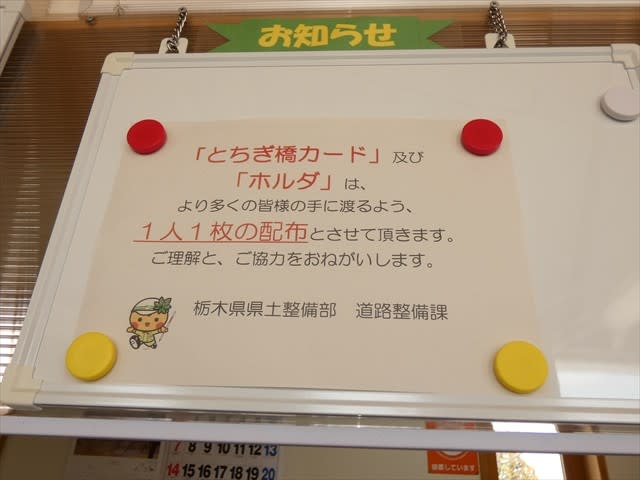 お知らせ
「とちぎ橋カード」及び
「ホルダ」は、
より多くの皆様の手に渡るよう、
１人１枚の配布とさせて頂きます。
ご理解と、ご協力をおねがいします。
栃木県県土整備部　道路整備課
7 8 9 10 11 12 13
14 15 16 17 18 19 20